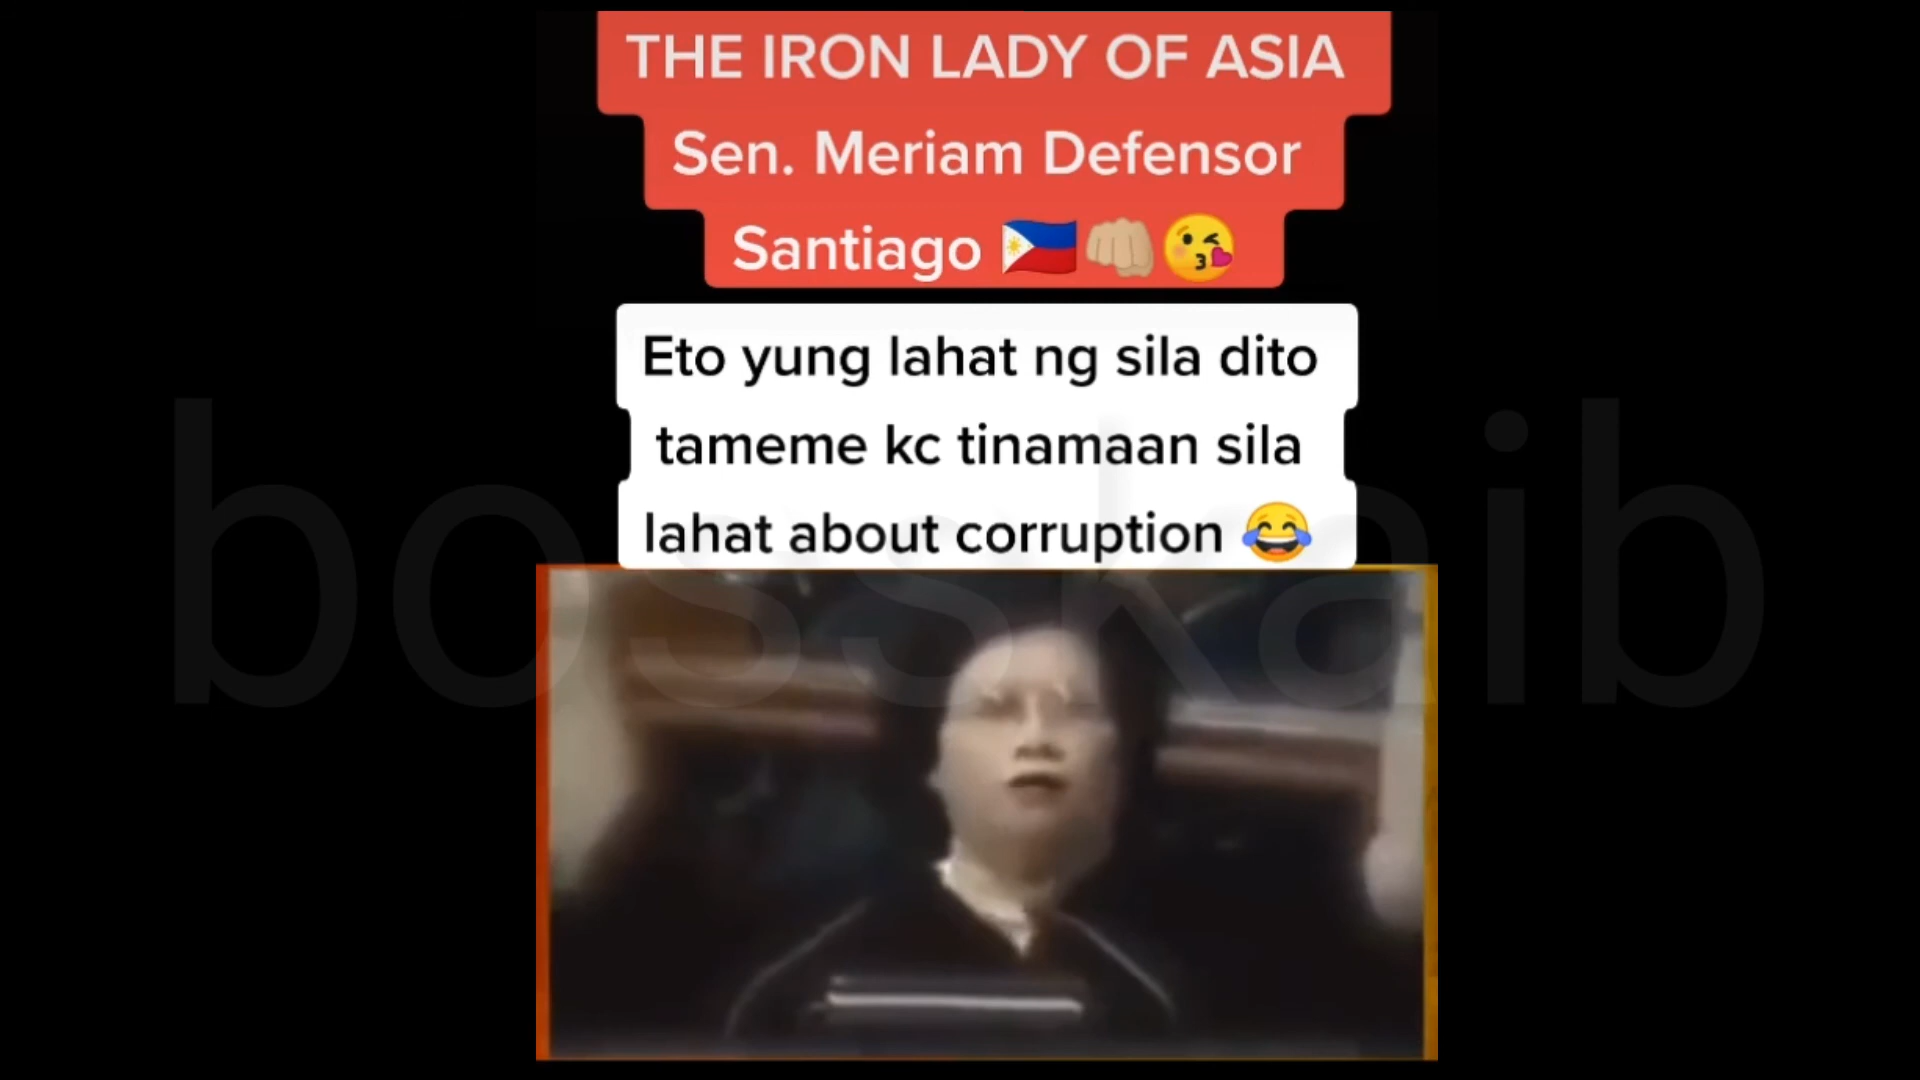 THE IRON LADY OF ASIA
Sen. Meriam Defensor
Santiago 🇵🇭👊🏼😘
Eto yung lahat ng sila dito
tameme kc tinamaan sila
lahat about corruption 😂
bosskaib